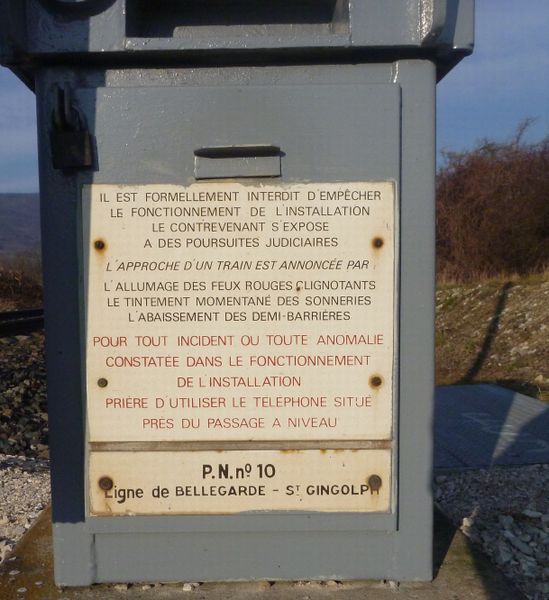 IL EST FORMELLEMENT INTERDIT D'EMPÊCHER
LE FONCTIONNEMENT DE L'INSTALLATION
LE CONTREVENANT S'EXPOSE
A DES POURSUITES JUDICIAIRES
L'APPROCHE D'UN TRAIN EST ANNONCÉE PAR :
L'ALLUMAGE DES FEUX ROUGES CLIGNOTANTS
LE TINTEMENT MOMENTANÉ DES SONNERIES
L'ABAISSEMENT DES DEMI-BARRIÈRES
POUR TOUT INCIDENT OU TOUTE ANOMALIE
CONSTATÉE DANS LE FONCTIONNEMENT
DE L'INSTALLATION
PRIÈRE D'UTILISER LE TELEPHONE SITUÉ
PRÈS DU PASSAGE A NIVEAU
P.N. nº 10
Ligne de BELLEGARDE - ST GINGOLPH